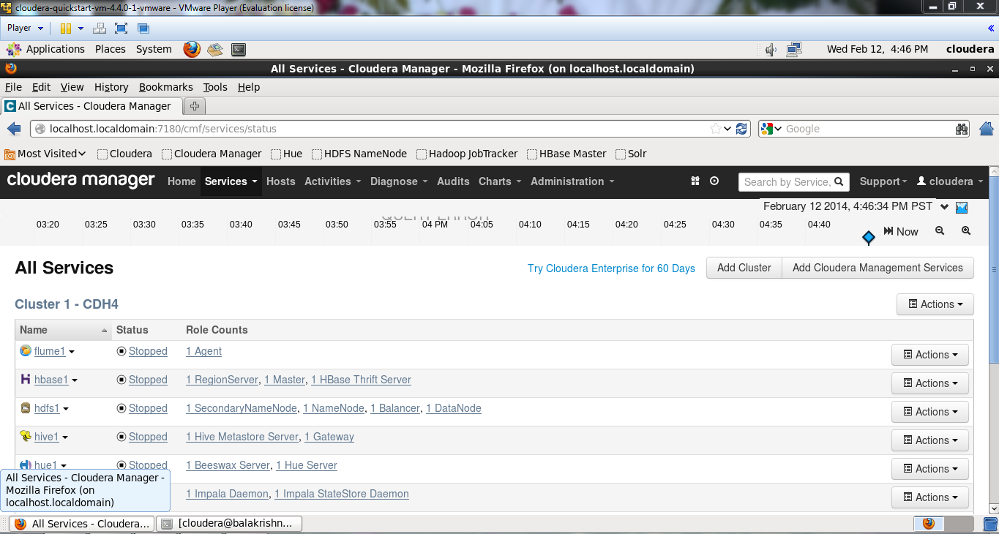 cloudera-quickstart-vm-4.4.0-1-vmware - VMware Player (Evaluation license)
Player
Applications Places System Wed Feb 12, 4:46 PM cloudera
All Services - Cloudera Manager - Mozilla Firefox (on localhost.localdomain)
File Edit View History Bookmarks Tools Help
All Services - Cloudera Manager
localhost.localdomain:7180/cmf/services/status Google
Most Visited Cloudera Cloudera Manager Hue HDFS NameNode Hadoop JobTracker HBase Master Solr
cloudera manager Home Services Hosts Activities Diagnose Audits Charts Administration Search by Service, Support cloudera
February 12 2014, 4:46:34 PM PST
QUERY ERROR
03:20 03:25 03:30 03:35 03:40 03:45 03:50 03:55 04 PM 04:05 04:10 04:15 04:20 04:25 04:30 04:35 04:40
Now
All Services Try Cloudera Enterprise for 60 Days Add Cluster Add Cloudera Management Services
Cluster 1 - CDH4 Actions
Name Status Role Counts
flume1 Stopped 1 Agent Actions
hbase1 Stopped 1 RegionServer, 1 Master, 1 HBase Thrift Server Actions
hdfs1 Stopped 1 SecondaryNameNode, 1 NameNode, 1 Balancer, 1 DataNode Actions
hive1 Stopped 1 Hive Metastore Server, 1 Gateway Actions
hue1 Stopped 1 Beeswax Server, 1 Hue Server Actions
1 Impala Daemon, 1 Impala StateStore Daemon Actions
All Services - Cloudera Manager -
Mozilla Firefox (on
localhost.localdomain)
All Services - Cloudera... [cloudera@balakrishn...